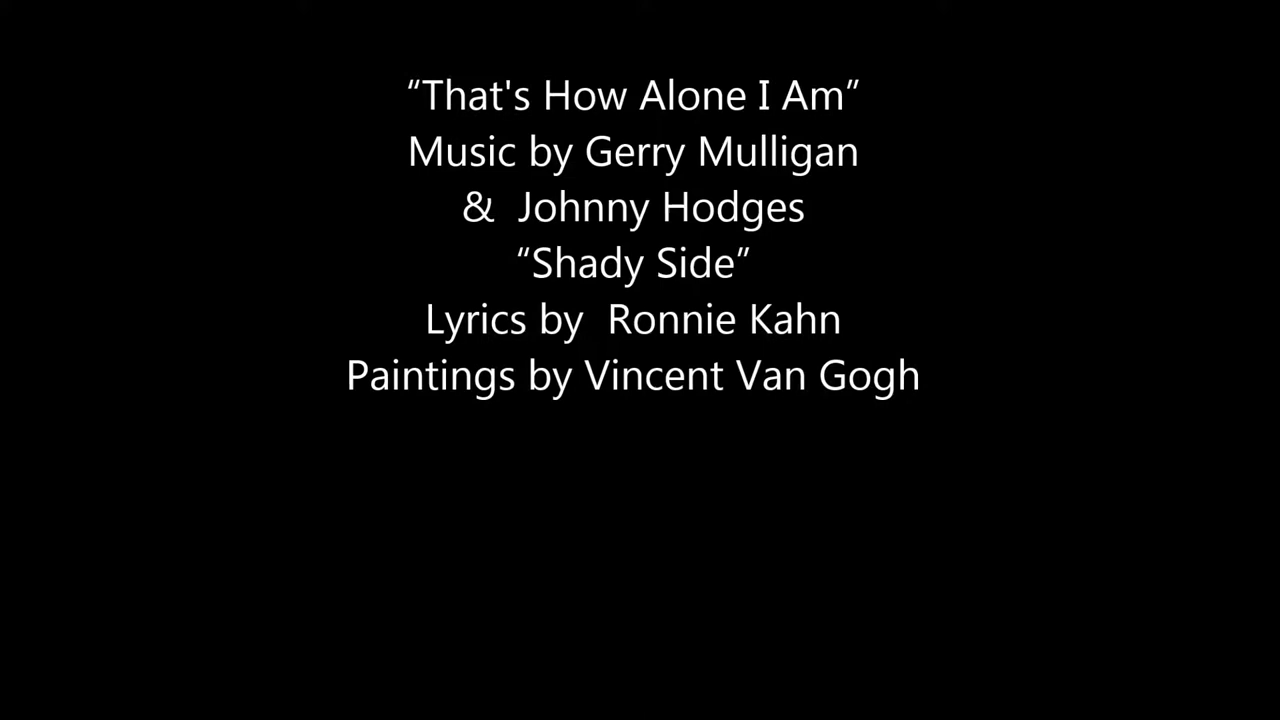 “That's How Alone I Am”
Music by Gerry Mulligan
& Johnny Hodges
“Shady Side”
Lyrics by Ronnie Kahn
Paintings by Vincent Van Gogh